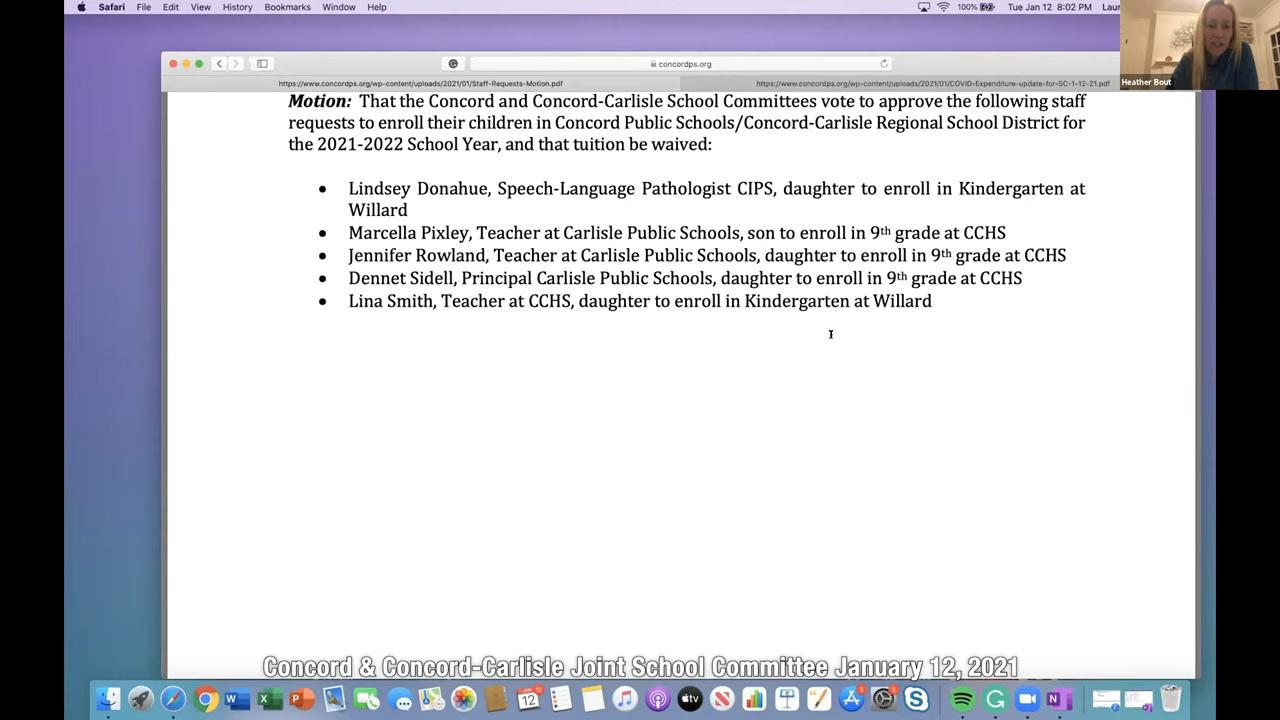 Safari File Edit View History Bookmarks Window Help
100% Tue Jan 12 8:02 PM Laur
Heather Bout
concordps.org
https://www.concordps.org/wp-content/uploads/2021/01/Staff-Requests-Motion.pdf
https://www.concordps.org/wp-content/uploads/2021/01/COVID-Expenditure-update-for-SC-1-12-21.pdf
Motion: That the Concord and Concord-Carlisle School Committees vote to approve the following staff
requests to enroll their children in Concord Public Schools/Concord-Carlisle Regional School District for
the 2021-2022 School Year, and that tuition be waived:
• Lindsey Donahue, Speech-Language Pathologist CIPS, daughter to enroll in Kindergarten at
Willard
• Marcella Pixley, Teacher at Carlisle Public Schools, son to enroll in 9th grade at CCHS
• Jennifer Rowland, Teacher at Carlisle Public Schools, daughter to enroll in 9th grade at CCHS
• Dennet Sidell, Principal Carlisle Public Schools, daughter to enroll in 9th grade at CCHS
• Lina Smith, Teacher at CCHS, daughter to enroll in Kindergarten at Willard
Concord & Concord-Carlisle Joint School Committee January 12, 2021